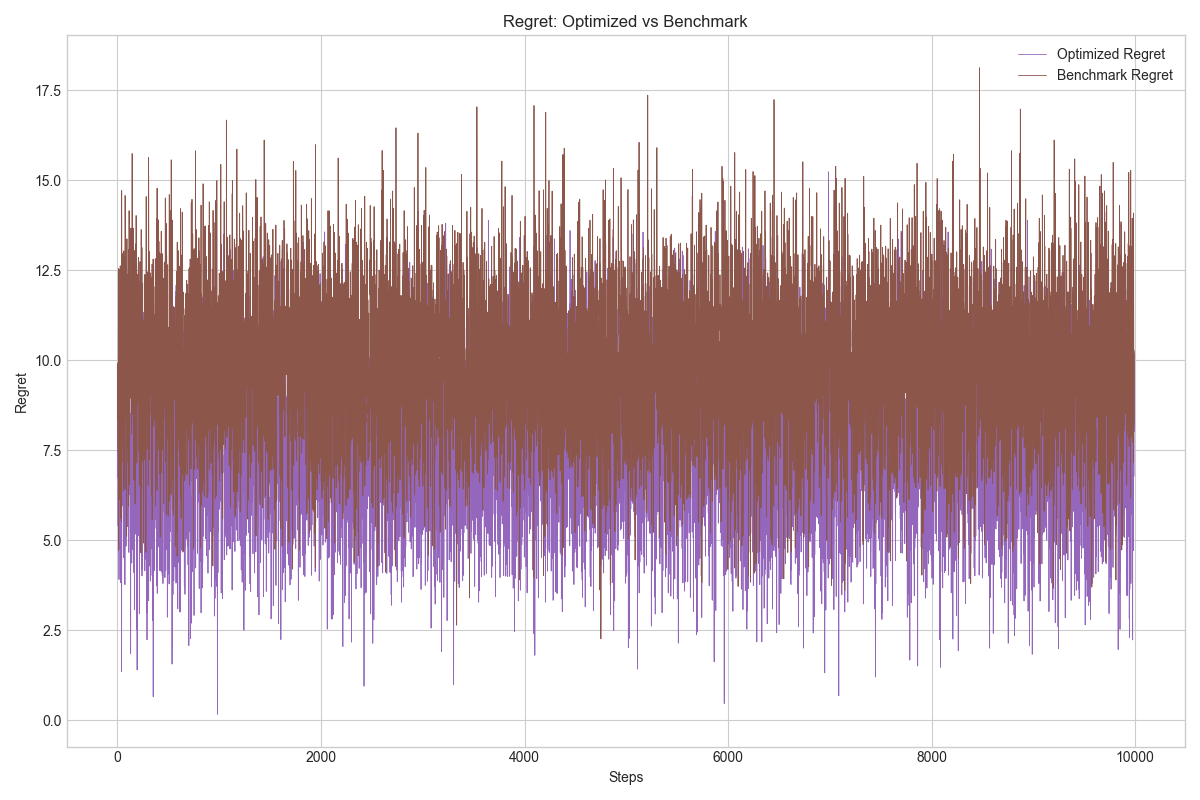 Regret: Optimized vs Benchmark
Optimized Regret
Benchmark Regret
17.5
15.0
12.5
10.0
7.5
5.0
2.5
0.0
Regret
0 2000 4000 6000 8000 10000
Steps